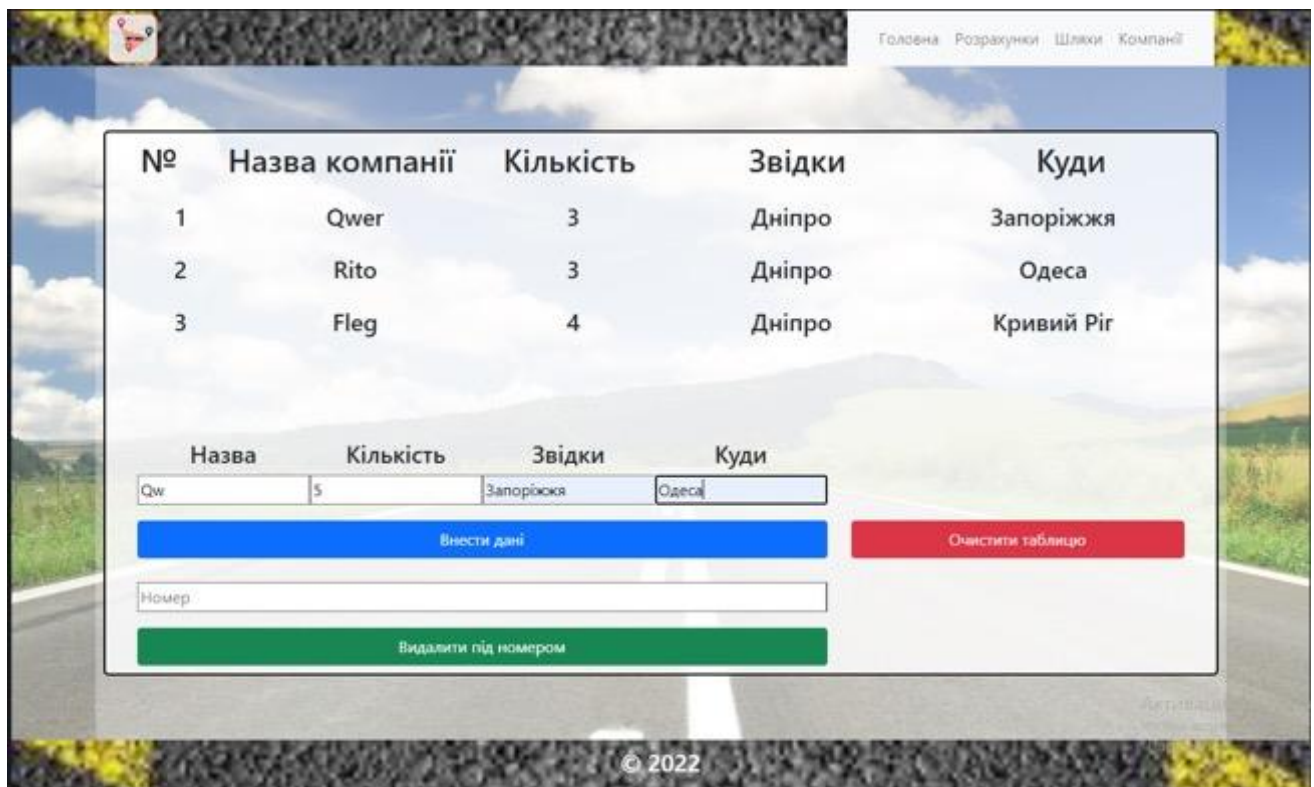 Головна Розрахунки Шляхи Компанії
№ Назва компанії Кількість Звідки Куди
1 Qwer 3 Дніпро Запоріжжя
2 Rito 3 Дніпро Одеса
3 Fleg 4 Дніпро Кривий Ріг
Назва Кількість Звідки Куди
Qw 5 Запоріжжя Одеса
Внести дані Очистити таблицю
Номер
Видалити під номером
© 2022